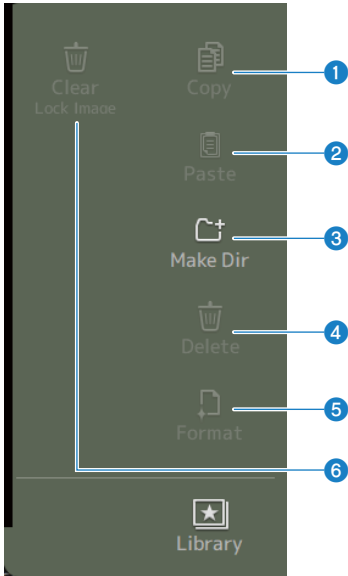 Clear
Lock Image
Copy
1
Paste
2
Make Dir
3
Delete
4
Format
5
6
Library